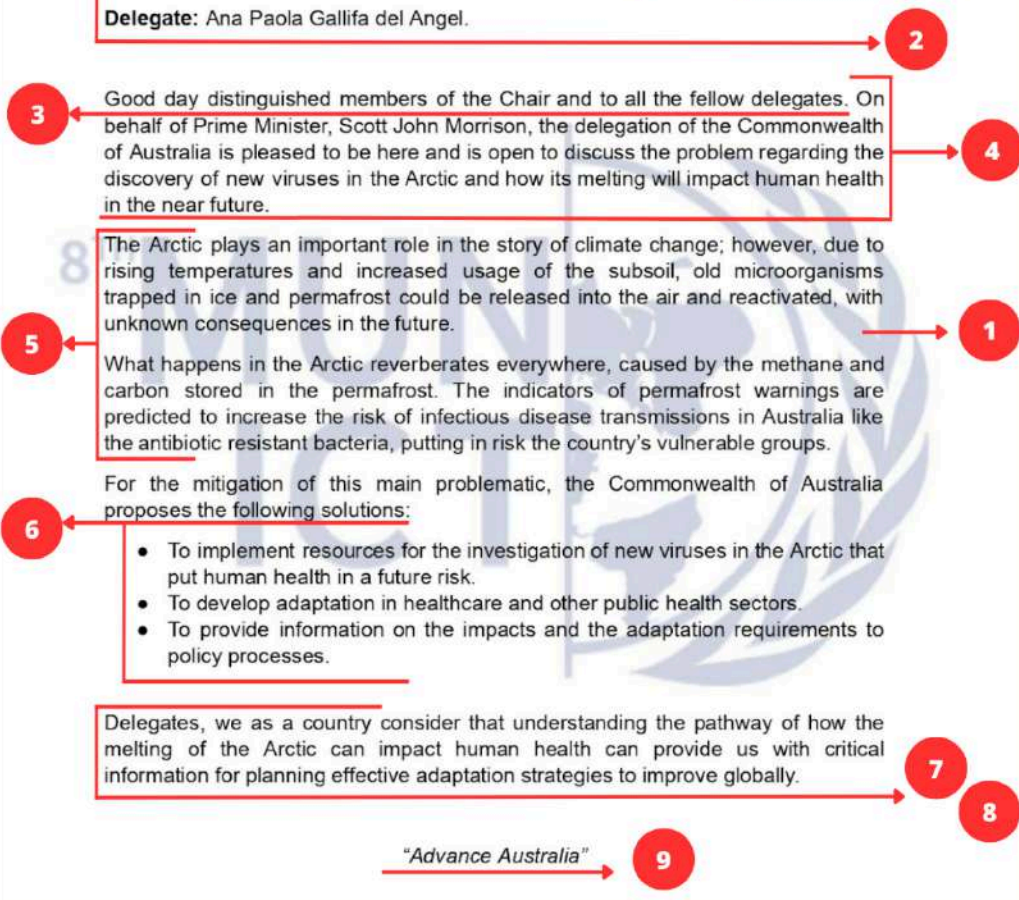 Delegate: Ana Paola Gallifa del Angel.
2
3
Good day distinguished members of the Chair and to all the fellow delegates. On
behalf of Prime Minister, Scott John Morrison, the delegation of the Commonwealth
of Australia is pleased to be here and is open to discuss the problem regarding the
discovery of new viruses in the Arctic and how its melting will impact human health
in the near future.
4
8TH MUN
ICT
The Arctic plays an important role in the story of climate change; however, due to
rising temperatures and increased usage of the subsoil, old microorganisms
trapped in ice and permafrost could be released into the air and reactivated, with
unknown consequences in the future.
1
5
What happens in the Arctic reverberates everywhere, caused by the methane and
carbon stored in the permafrost. The indicators of permafrost warnings are
predicted to increase the risk of infectious disease transmissions in Australia like
the antibiotic resistant bacteria, putting in risk the country's vulnerable groups.
For the mitigation of this main problematic, the Commonwealth of Australia
proposes the following solutions:
6
● To implement resources for the investigation of new viruses in the Arctic that
put human health in a future risk.
● To develop adaptation in healthcare and other public health sectors.
● To provide information on the impacts and the adaptation requirements to
policy processes.
Delegates, we as a country consider that understanding the pathway of how the
melting of the Arctic can impact human health can provide us with critical
information for planning effective adaptation strategies to improve globally.
7
8
"Advance Australia"
9